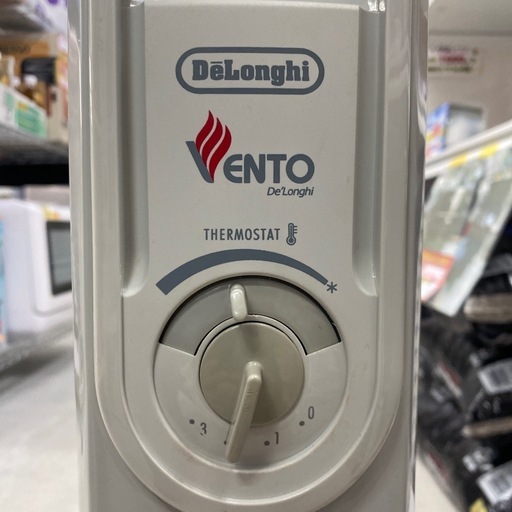 DēLonghi
VENTO
De'Longhi
THERMOSTAT
*
3 1 0